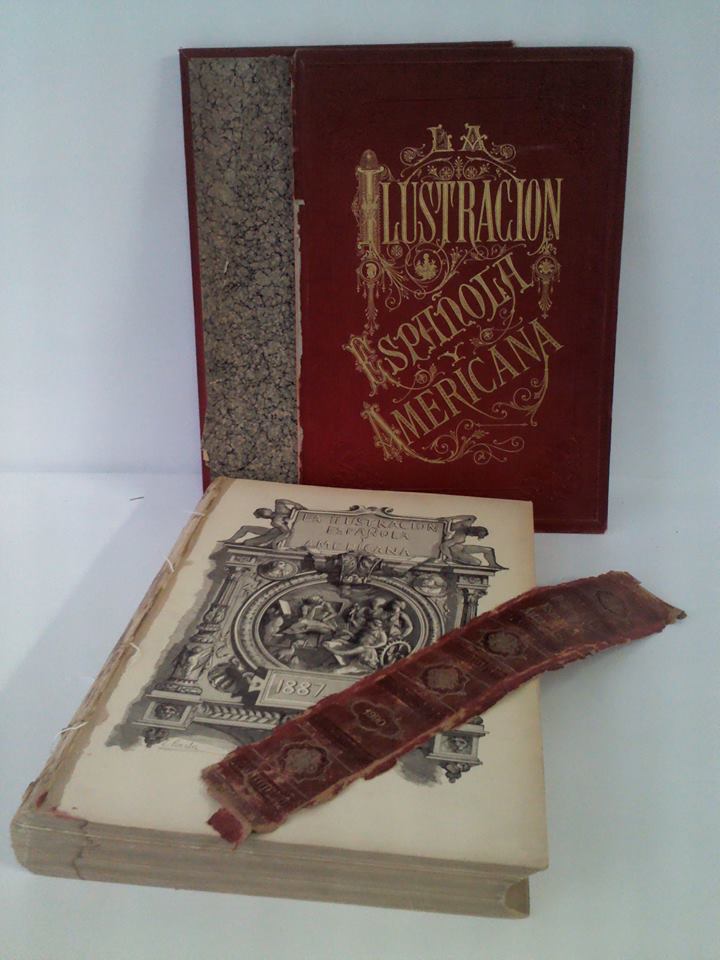 LA
ILUSTRACION
ESPAÑOLA
Y
AMERICANA
LA ILUSTRACION
ESPAÑOLA
Y
AMERICANA
1887